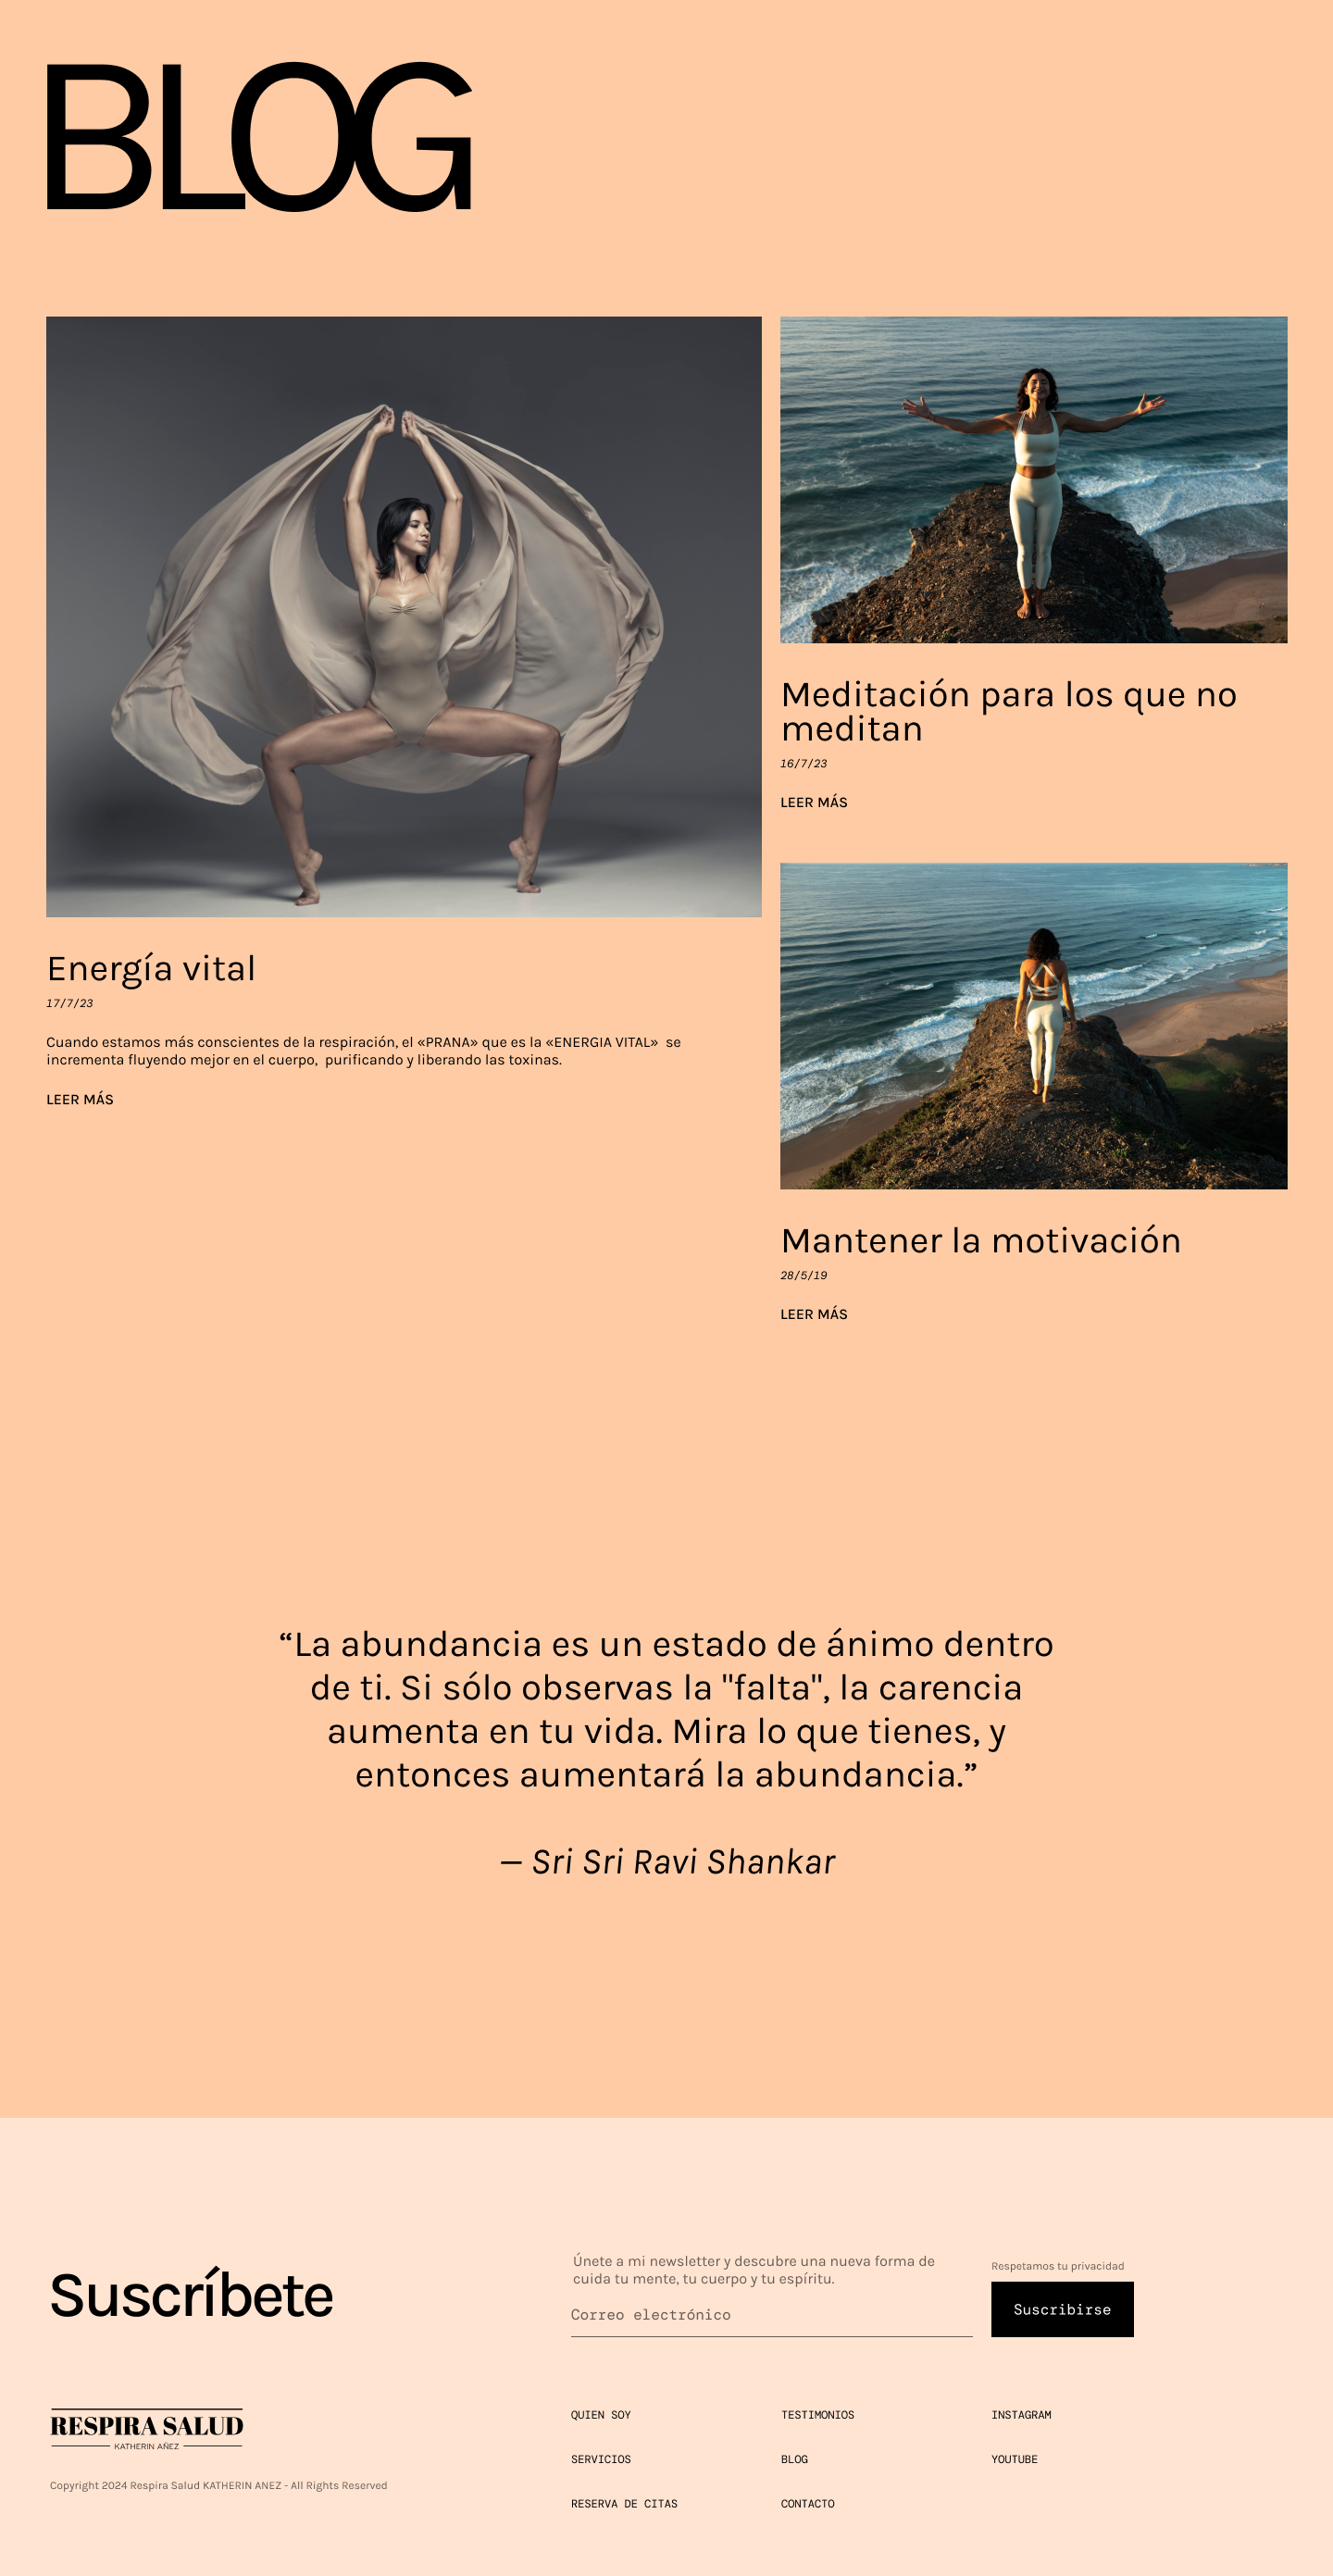 BLOG
Energía vital
17/7/23
Cuando estamos más conscientes de la respiración, el «PRANA» que es la «ENERGIA VITAL»  se
incrementa fluyendo mejor en el cuerpo,  purificando y liberando las toxinas.
LEER MÁS
Meditación para los que no
meditan
16/7/23
LEER MÁS
Mantener la motivación
28/5/19
LEER MÁS
“La abundancia es un estado de ánimo dentro
de ti. Si sólo observas la "falta", la carencia
aumenta en tu vida. Mira lo que tienes, y
entonces aumentará la abundancia.”
— Sri Sri Ravi Shankar
Suscríbete
Únete a mi newsletter y descubre una nueva forma de
cuida tu mente, tu cuerpo y tu espíritu.
Correo electrónico
Respetamos tu privacidad
Suscribirse
RESPIRA SALUD
KATHERIN AÑEZ
Copyright 2024 Respira Salud KATHERIN ANEZ - All Rights Reserved
QUIEN SOY
SERVICIOS
RESERVA DE CITAS
TESTIMONIOS
BLOG
CONTACTO
INSTAGRAM
YOUTUBE